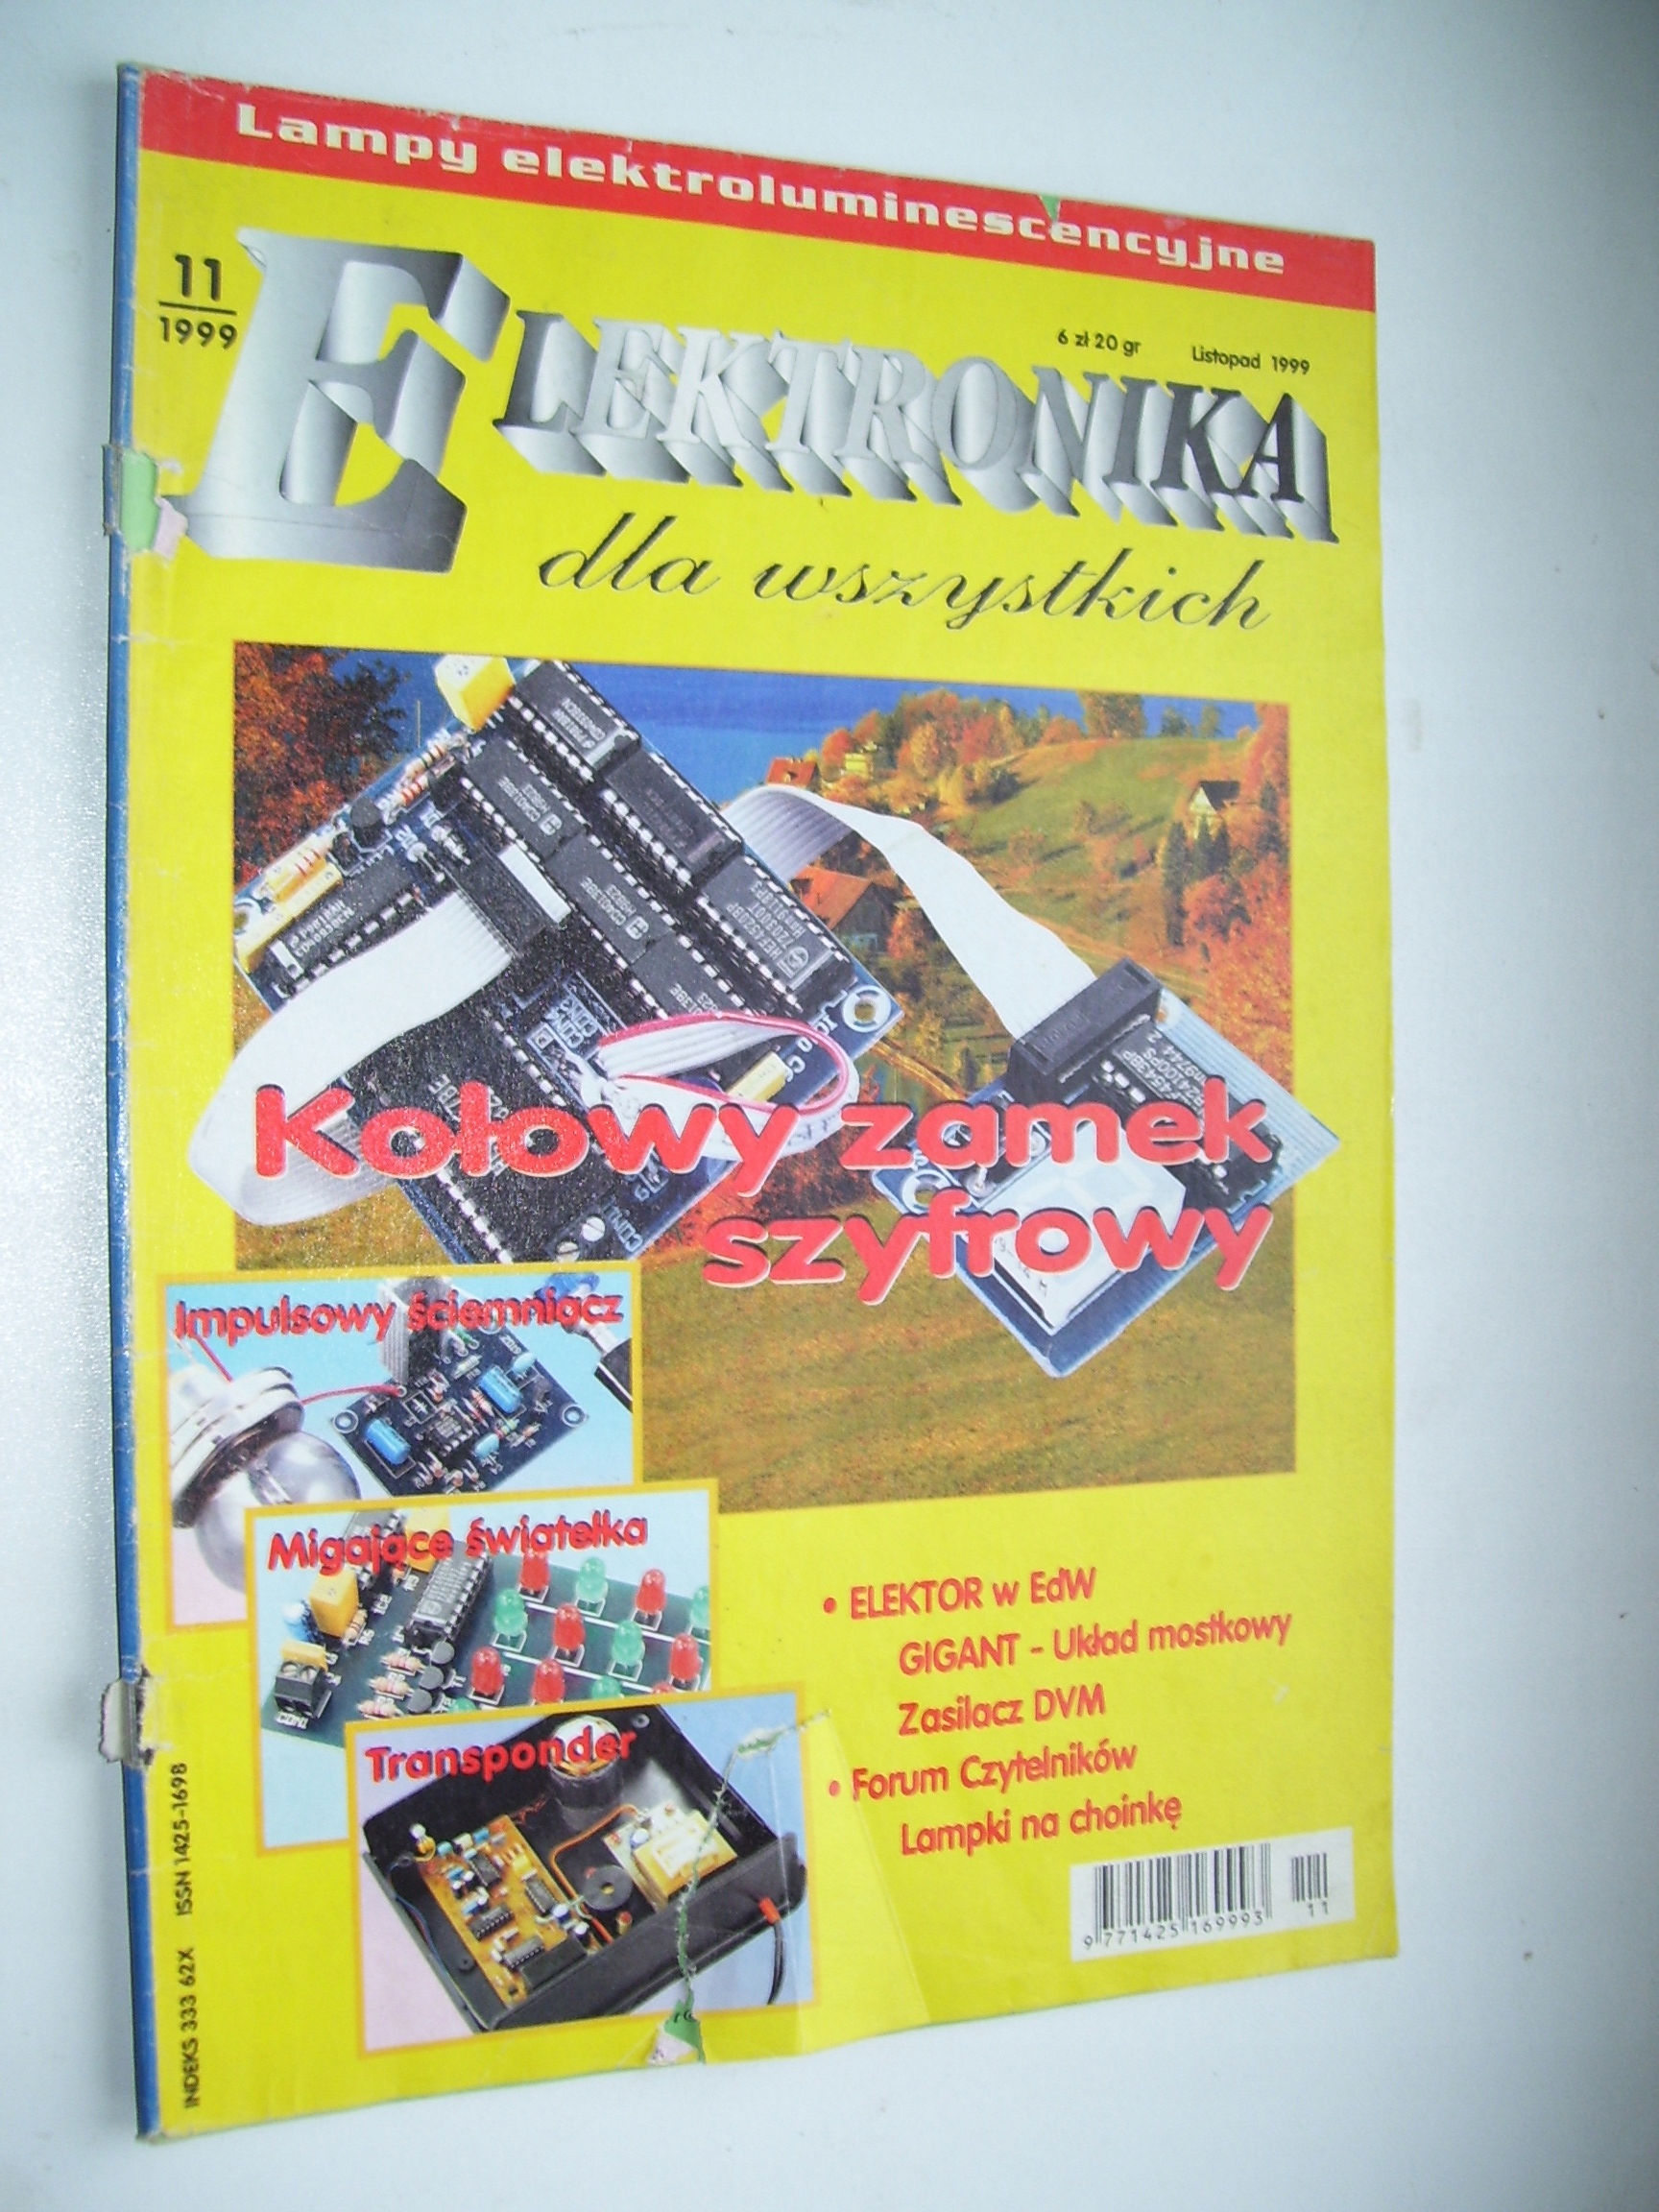 Lampy elektroluminescencyjne
11
1999
6 zł 20 gr
Listopad 1999
ELEKTRONIKA
dla wszystkich
Kołowy zamek
szyfrowy
Impulsowy ściemniacz
Migające światełka
Transponder
• ELEKTOR w EdW
GIGANT - Układ mostkowy
Zasilacz DVM
• Forum Czytelników
Lampki na choinkę
INDEKS 333 62X ISSN 1425-1698
9 771425 169993
11